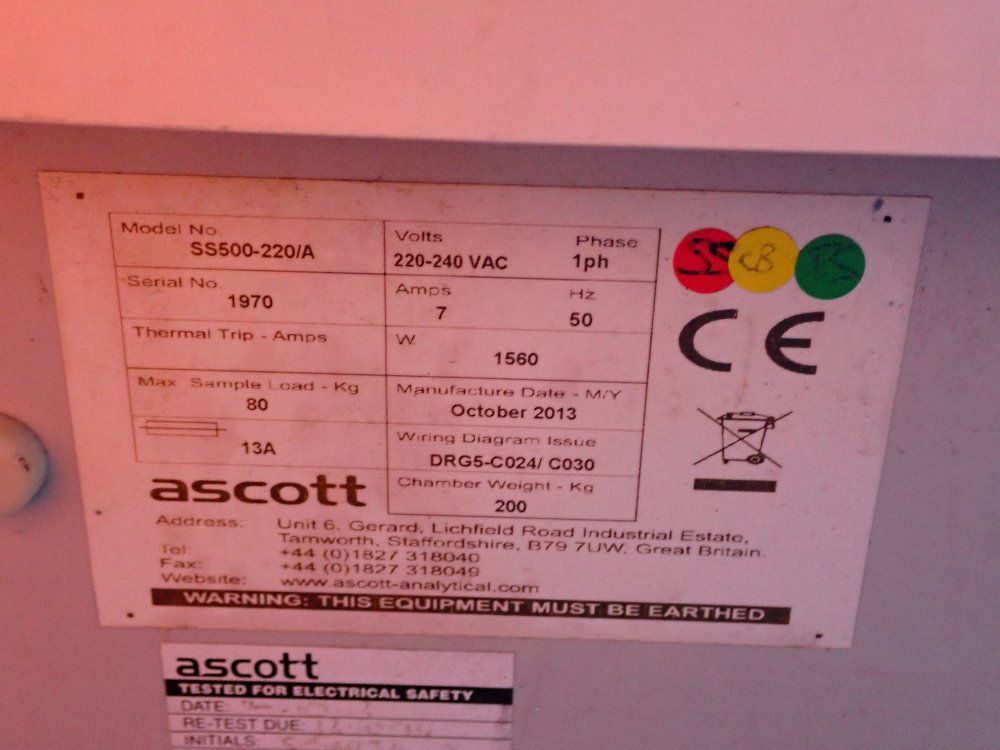 Model No.
SS500-220/A
Volts
Phase
220-240 VAC
1ph
Serial No.
1970
Amps
Hz
7
50
Thermal Trip - Amps
W
1560
Max. Sample Load - Kg
80
Manufacture Date - M/Y
October 2013
13A
Wiring Diagram Issue
DRG5-C024/ C030
Chamber Weight - Kg
200
CE
ascott
Address: Unit 6, Gerard, Lichfield Road Industrial Estate,
Tamworth, Staffordshire, B79 7UW, Great Britain.
Tel: +44 (0)1827 318040
Fax: +44 (0)1827 318049
Website: www.ascott-analytical.com
WARNING: THIS EQUIPMENT MUST BE EARTHED
ascott
TESTED FOR ELECTRICAL SAFETY
DATE:
RE-TEST DUE:
INITIALS